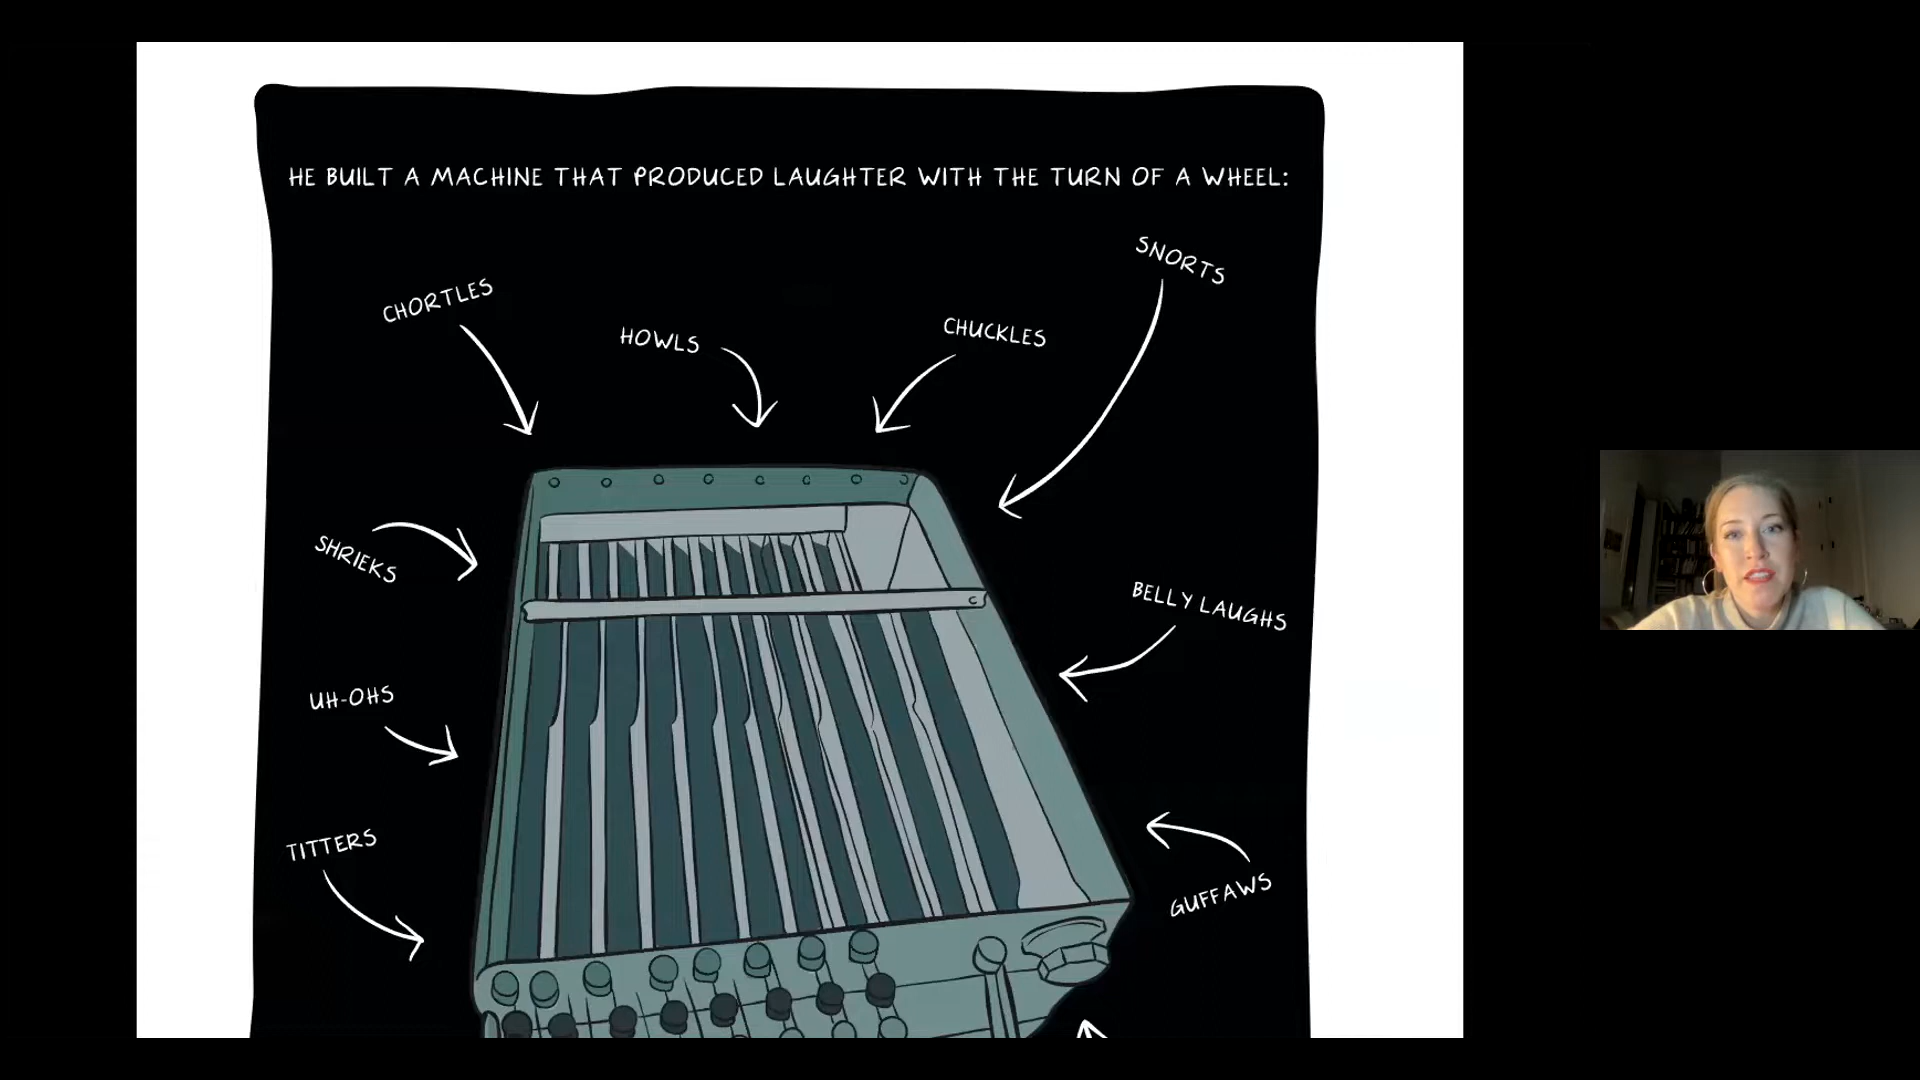 HE BUILT A MACHINE THAT PRODUCED LAUGHTER WITH THE TURN OF A WHEEL:
SNORTS
CHORTLES
HOWLS
CHUCKLES
SHRIEKS
BELLY LAUGHS
UH-OHS
TITTERS
GUFFAWS